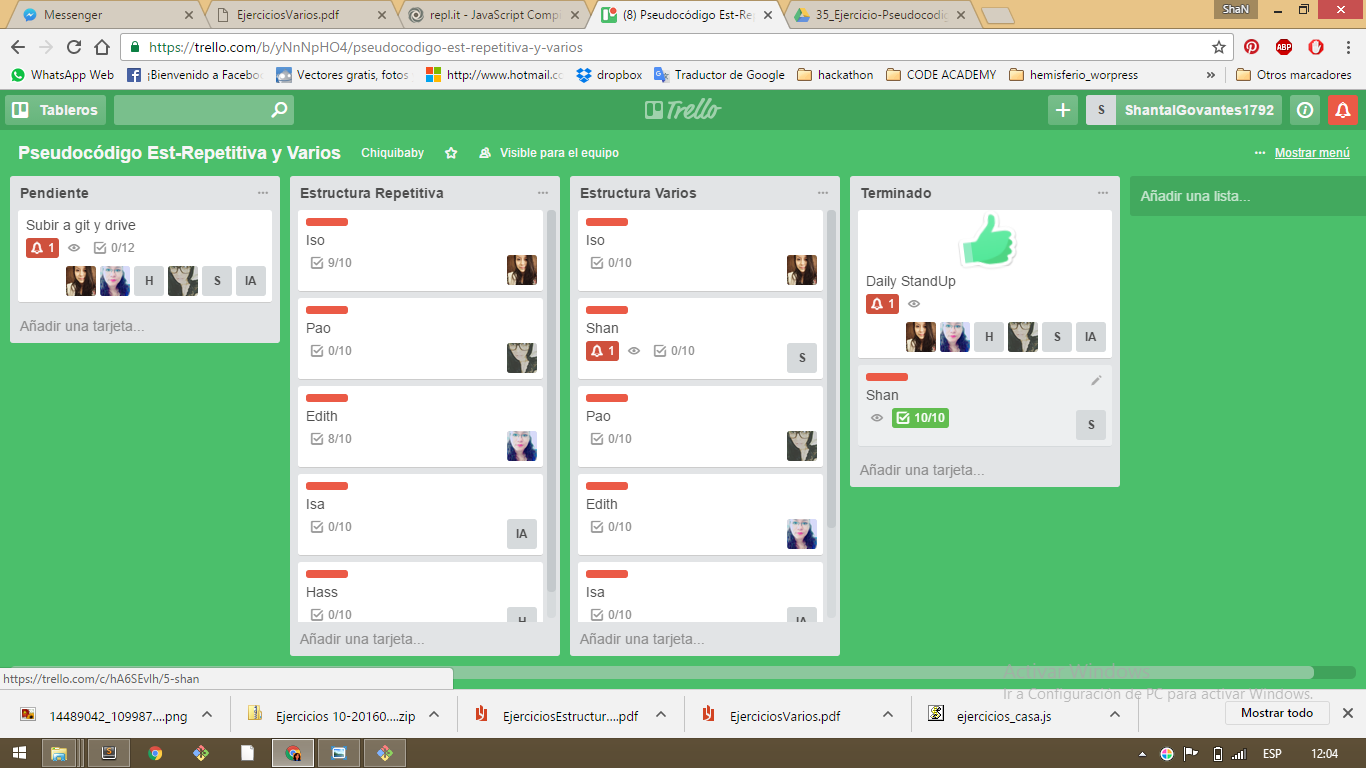 ShaN
Messenger
EjerciciosVarios.pdf
repl.it - JavaScript Compi
(8) Pseudocódigo Est-Re
35_Ejercicio-Pseudocodi
https://trello.com/b/yNnNpHO4/pseudocodigo-est-repetitiva-y-varios
ABP
WhatsApp Web
¡Bienvenido a Faceboo
Vectores gratis, fotos
http://www.hotmail.co
dropbox
Traductor de Google
hackathon
CODE ACADEMY
hemisferio_worpress
»
Otros marcadores
Tableros
Trello
S
ShantalGovantes1792
Pseudocódigo Est-Repetitiva y Varios
Chiquibaby
Visible para el equipo
··· Mostrar menú
Pendiente ···
Subir a git y drive
1
0/12
H
S
IA
Añadir una tarjeta...
Estructura Repetitiva ···
Iso
9/10
Pao
0/10
Edith
8/10
Isa
0/10
IA
Hass
0/10
H
Añadir una tarjeta...
Estructura Varios ···
Iso
0/10
Shan
1
0/10
S
Pao
0/10
Edith
0/10
Isa
0/10
IA
Añadir una tarjeta...
Terminado ···
Daily StandUp
1
H
S
IA
Shan
10/10
S
Añadir una tarjeta...
Añadir una lista...
Activar Windows
Ir a Configuración de PC para activar Windows.
https://trello.com/c/hA6SEvlh/5-shan
14489042_109987....png
Ejercicios 10-20160....zip
EjerciciosEstructur....pdf
EjerciciosVarios.pdf
ejercicios_casa.js
Mostrar todo
ESP
12:04